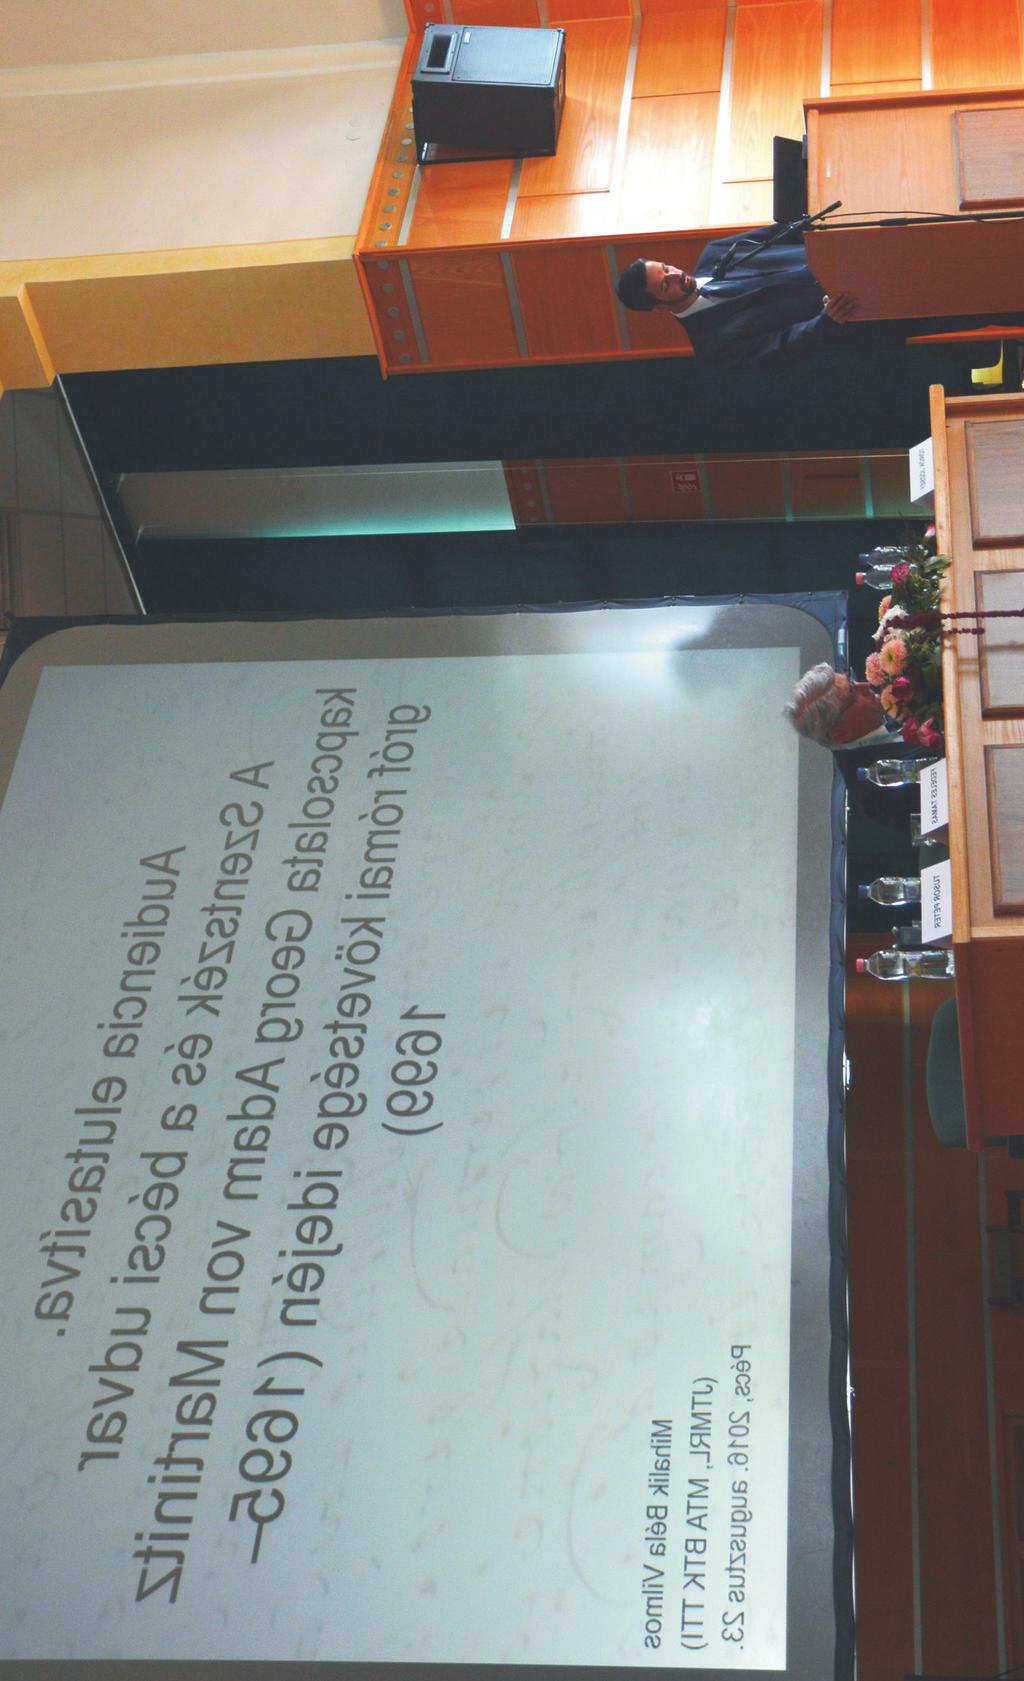 Audiencia elutasítva.
A Szentszék és a bécsi udvar
kapcsolata Georg Adam von Martinitz
gróf római követsége idején (1695–
1699)
Mihalik Béla Vilmos
(JTMRL, MTA BTK TTI)
Pécs, 2016. augusztus 23.
FEDELES TAMÁS
TUSOR PÉTER